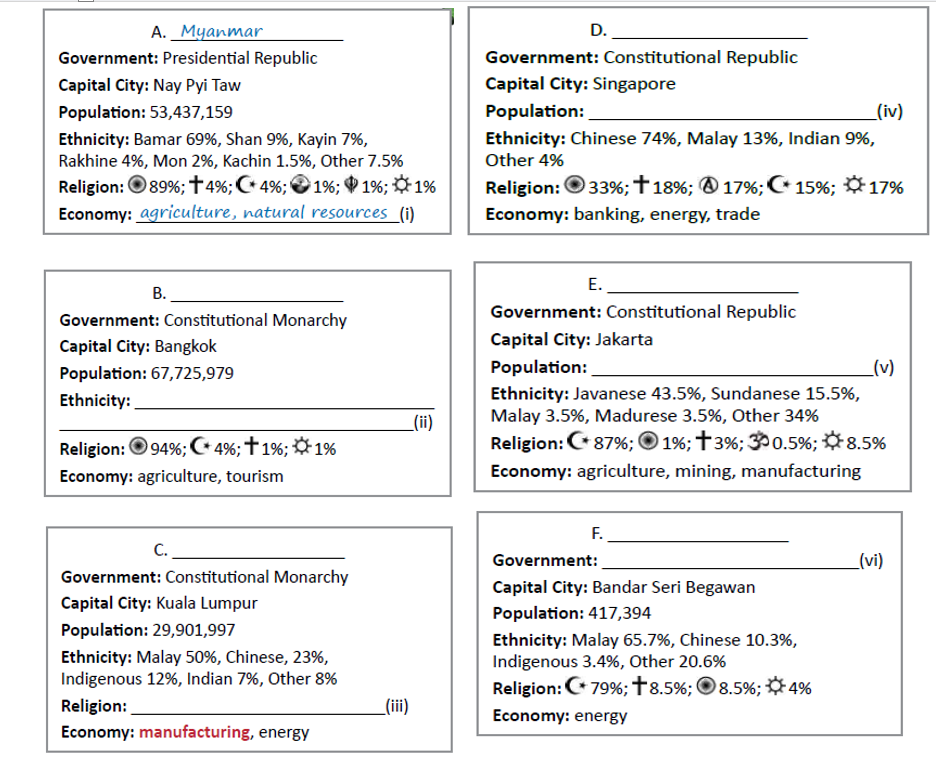 A. Myanmar
Government: Presidential Republic
Capital City: Nay Pyi Taw
Population: 53,437,159
Ethnicity: Bamar 69%, Shan 9%, Kayin 7%,
Rakhine 4%, Mon 2%, Kachin 1.5%, Other 7.5%
Religion: 89%; 4%; 4%; 1%; 1%; 1%
Economy: agriculture, natural resources (i)
B. ____________________
Government: Constitutional Monarchy
Capital City: Bangkok
Population: 67,725,979
Ethnicity: ____________________
____________________(ii)
Religion: 94%; 4%; 1%; 1%
Economy: agriculture, tourism
C. ____________________
Government: Constitutional Monarchy
Capital City: Kuala Lumpur
Population: 29,901,997
Ethnicity: Malay 50%, Chinese, 23%,
Indigenous 12%, Indian 7%, Other 8%
Religion: ____________________(iii)
Economy: manufacturing, energy
D. ____________________
Government: Constitutional Republic
Capital City: Singapore
Population: ____________________(iv)
Ethnicity: Chinese 74%, Malay 13%, Indian 9%,
Other 4%
Religion: 33%; 18%; 17%; 15%; 17%
Economy: banking, energy, trade
E. ____________________
Government: Constitutional Republic
Capital City: Jakarta
Population: ____________________(v)
Ethnicity: Javanese 43.5%, Sundanese 15.5%,
Malay 3.5%, Madurese 3.5%, Other 34%
Religion: 87%; 1%; 3%; ॐ 0.5%; 8.5%
Economy: agriculture, mining, manufacturing
F. ____________________
Government: ____________________(vi)
Capital City: Bandar Seri Begawan
Population: 417,394
Ethnicity: Malay 65.7%, Chinese 10.3%,
Indigenous 3.4%, Other 20.6%
Religion: 79%; 8.5%; 8.5%; 4%
Economy: energy